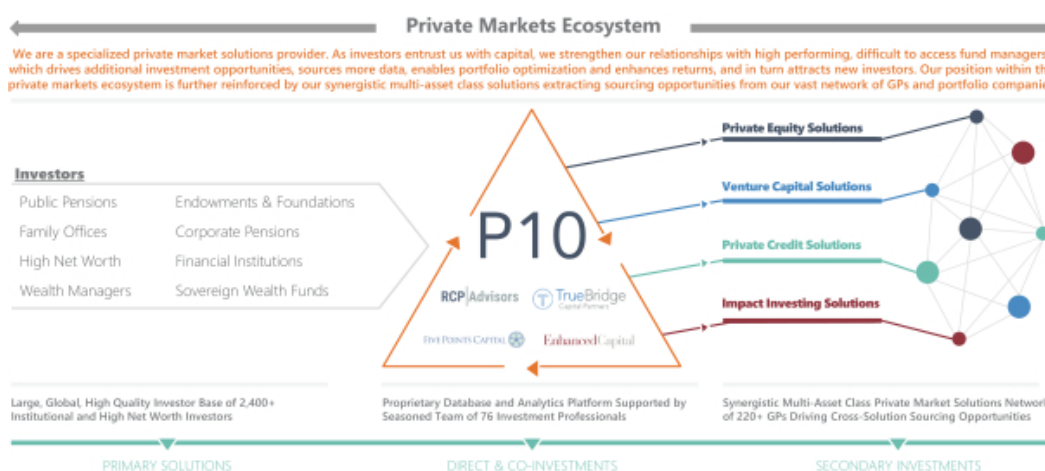 Private Markets Ecosystem
We are a specialized private market solutions provider. As investors entrust us with capital, we strengthen our relationships with high performing, difficult to access fund managers
which drives additional investment opportunities, sources more data, enables portfolio optimization and enhances returns, and in turn attracts new investors. Our position within th
private markets ecosystem is further reinforced by our synergistic multi-asset class solutions extracting sourcing opportunities from our vast network of GPs and portfolio companie
Investors
Public Pensions Endowments & Foundations
Family Offices Corporate Pensions
High Net Worth Financial Institutions
Wealth Managers Sovereign Wealth Funds
P10
RCP|Advisors TrueBridge
Capital Partners
FIVE POINTS CAPITAL EnhancedCapital
Private Equity Solutions
Venture Capital Solutions
Private Credit Solutions
Impact Investing Solutions
Large, Global, High Quality Investor Base of 2,400+
Institutional and High Net Worth Investors
Proprietary Database and Analytics Platform Supported by
Seasoned Team of 76 Investment Professionals
Synergistic Multi-Asset Class Private Market Solutions Network
of 220+ GPs Driving Cross-Solution Sourcing Opportunities
PRIMARY SOLUTIONS
DIRECT & CO-INVESTMENTS
SECONDARY INVESTMENTS